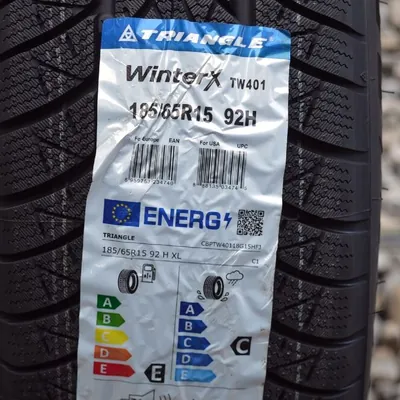 TRIANGLE
WinterX TW401
185/65R15 92H
For Europe EAN For USA UPC
ENERG
TRIANGLE C6PTW40118G15HFJ
185/65R15 92 H XL C1
A A
B B
C C C
D D
E E E